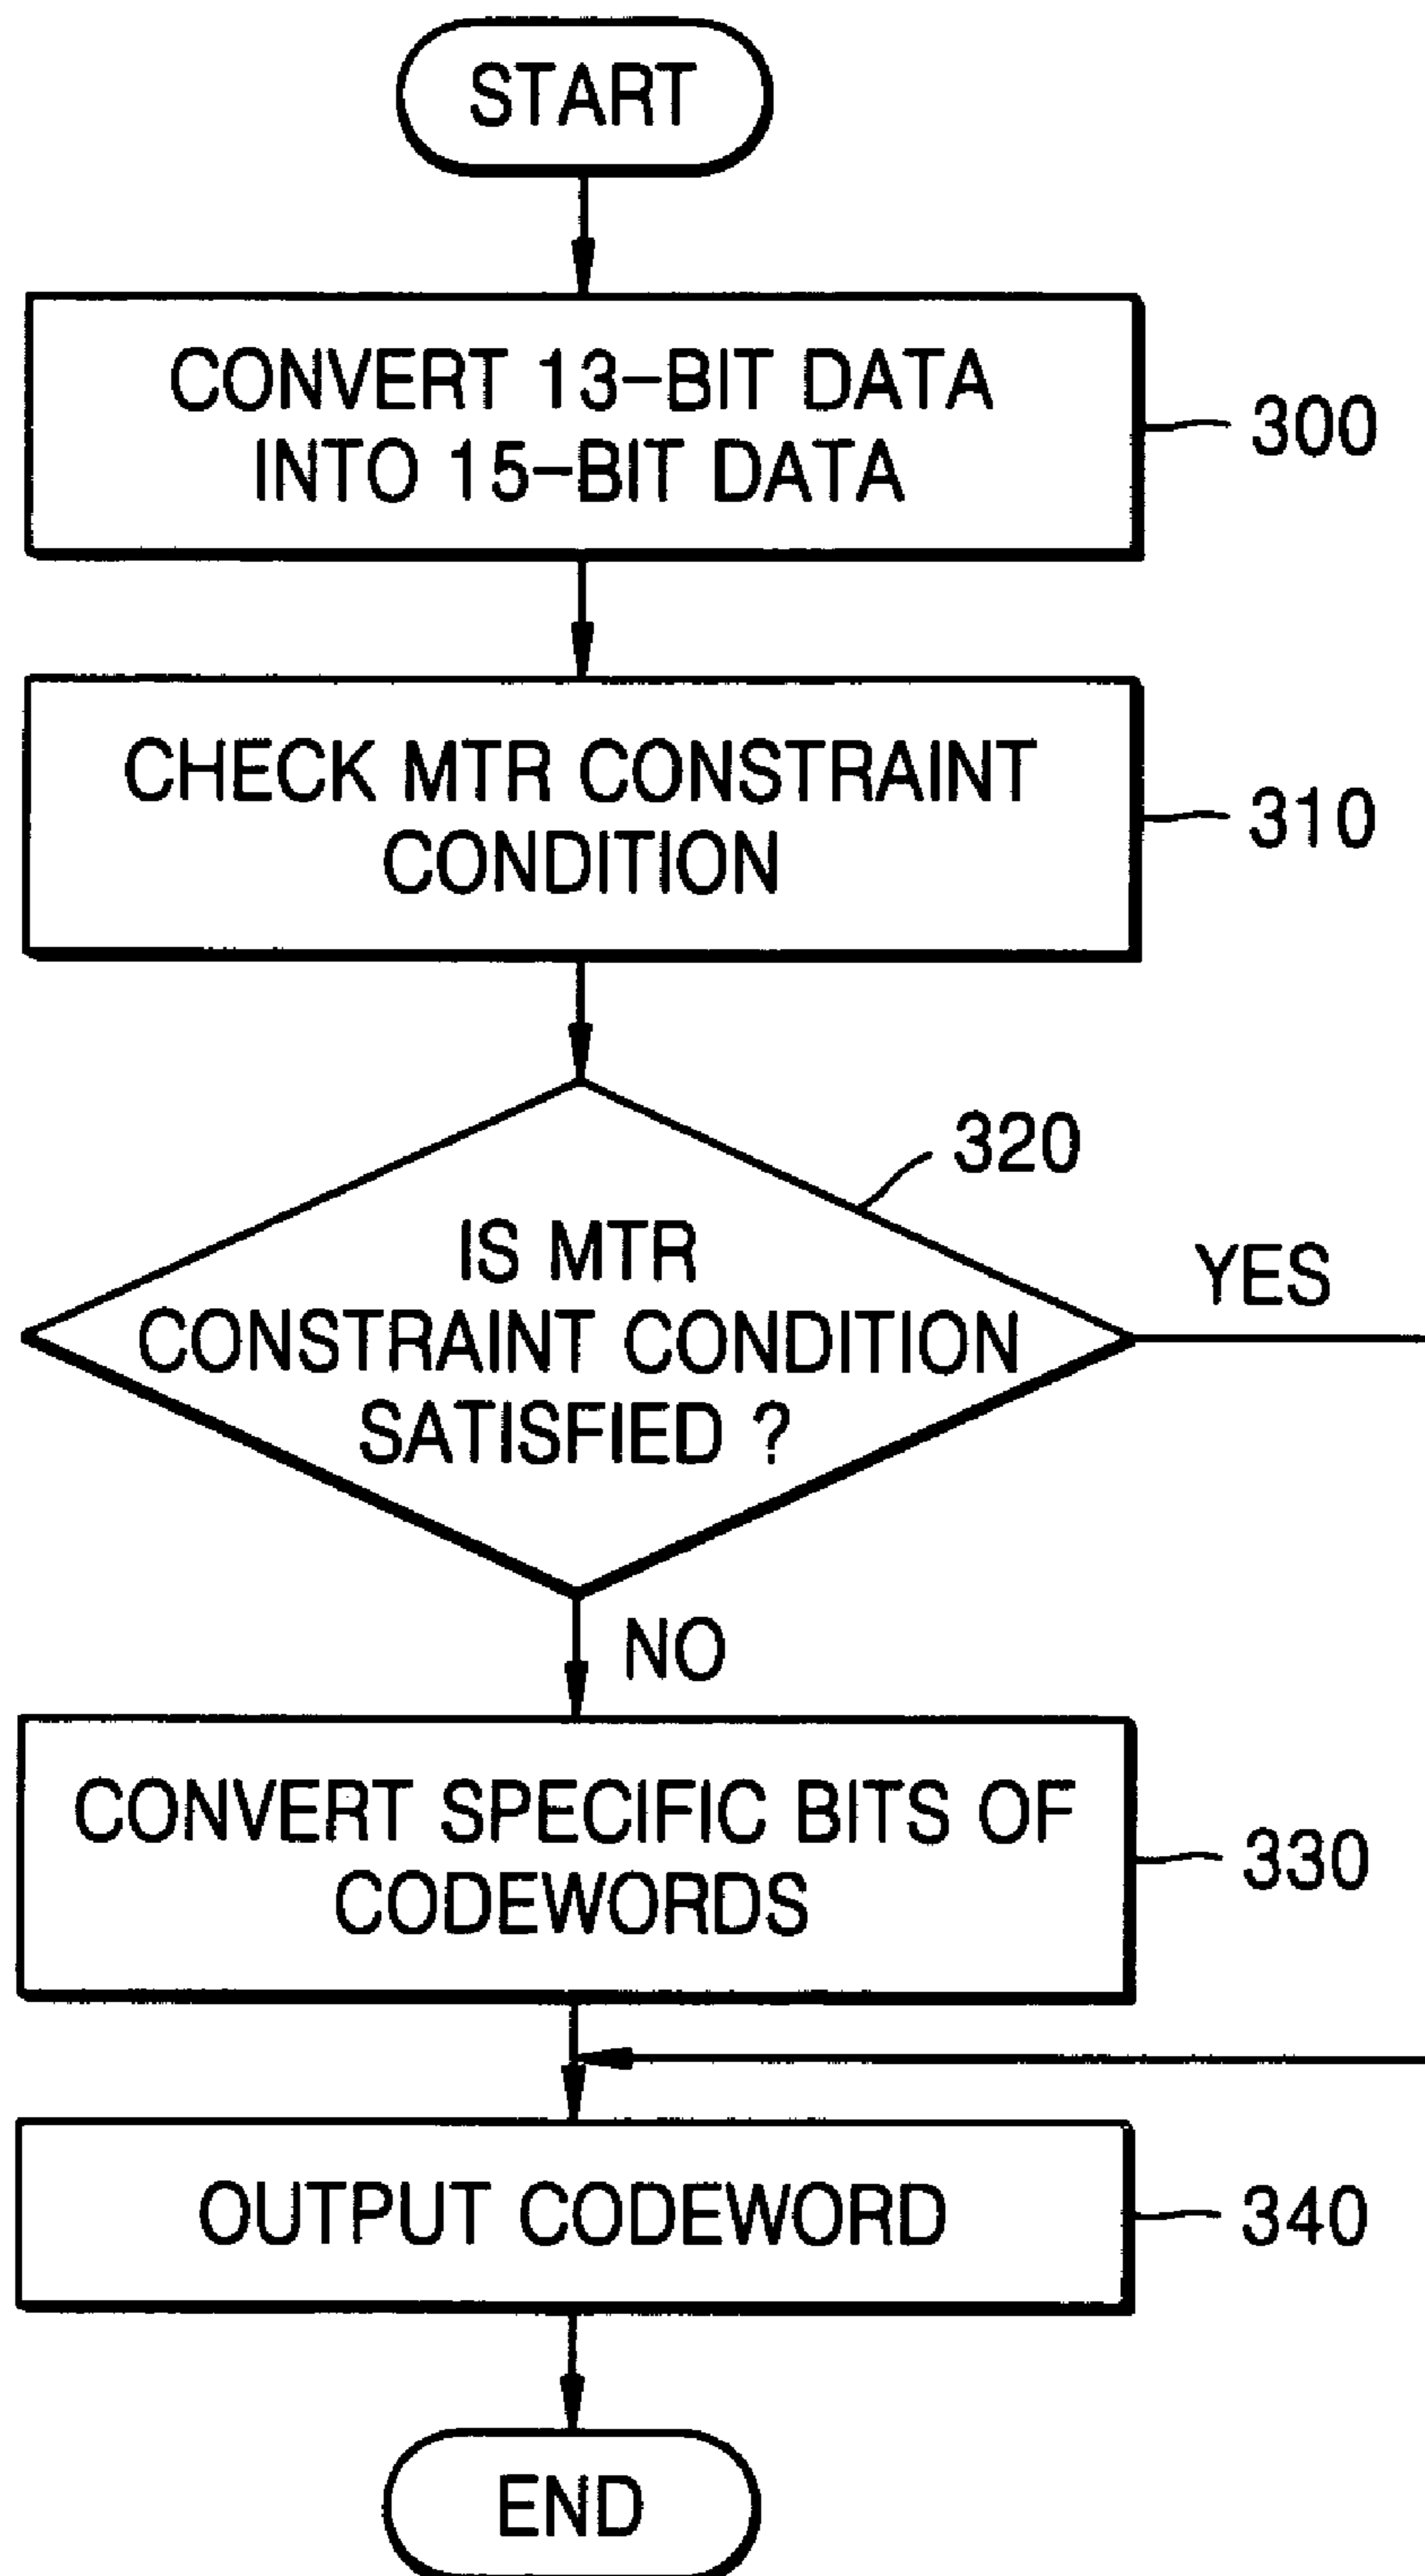 START
CONVERT 13-BIT DATA
INTO 15-BIT DATA
300
CHECK MTR CONSTRAINT
CONDITION
310
320
IS MTR
CONSTRAINT CONDITION
SATISFIED ?
YES
NO
CONVERT SPECIFIC BITS OF
CODEWORDS
330
OUTPUT CODEWORD
340
END